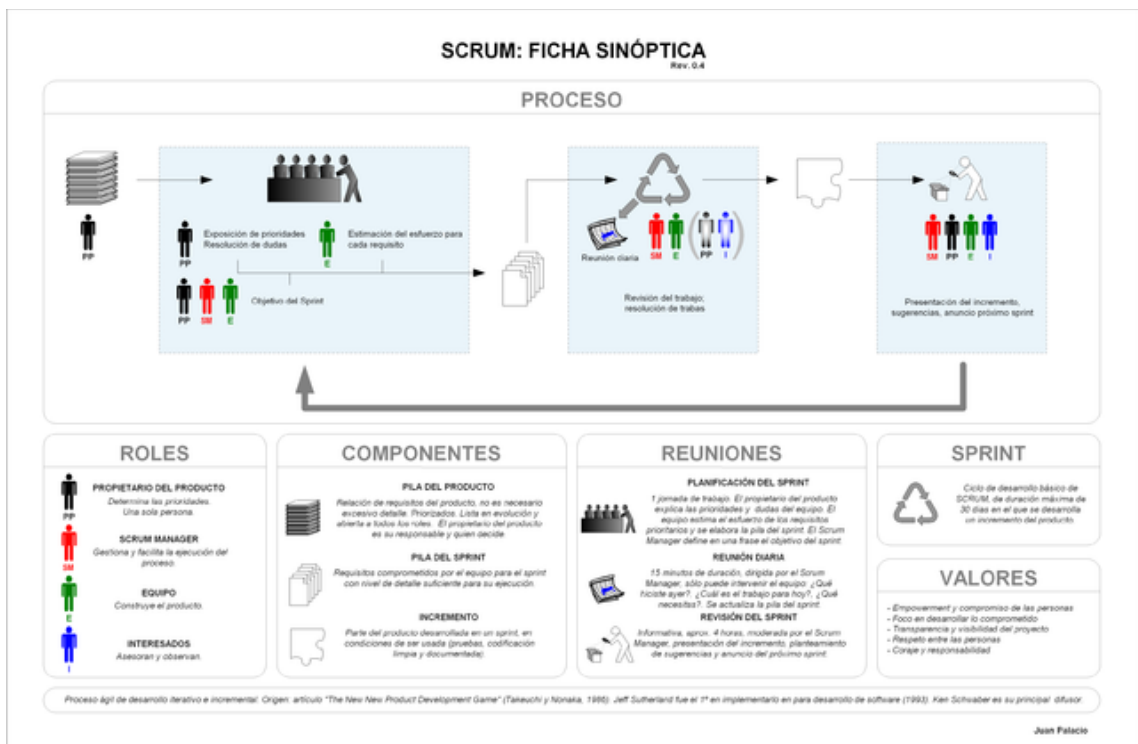 SCRUM: FICHA SINÓPTICA
Rev. 0.4
PROCESO
PP
Exposición de prioridades
Resolución de dudas
PP
Estimación del esfuerzo para
cada requisito
E
Objetivo del Sprint
PP SM E
Reunión diaria
SM E PP I
Revisión del trabajo;
resolución de trabas
SM PP E I
Presentación del incremento,
sugerencias, anuncio próximo sprint
ROLES
PROPIETARIO DEL PRODUCTO
Determina las prioridades.
Una sola persona.
PP
SCRUM MANAGER
Gestiona y facilita la ejecución del
proceso.
SM
EQUIPO
Construye el producto.
E
INTERESADOS
Asesoran y observan.
I
COMPONENTES
PILA DEL PRODUCTO
Relación de requisitos del producto, no es necesario
excesivo detalle. Priorizados. Lista en evolución y
abierta a todos los roles. El propietario del producto
es su responsable y quien decide.
PILA DEL SPRINT
Requisitos comprometidos por el equipo para el sprint
con nivel de detalle suficiente para su ejecución.
INCREMENTO
Parte del producto desarrollada en un sprint, en
condiciones de ser usada (pruebas, codificación
limpia y documentada).
REUNIONES
PLANIFICACIÓN DEL SPRINT
1 jornada de trabajo. El propietario del producto
explica las prioridades y dudas del equipo. El
equipo estima el esfuerzo de los requisitos
prioritarios y se elabora la pila del sprint. El Scrum
Manager define en una frase el objetivo del sprint.
REUNIÓN DIARIA
15 minutos de duración, dirigida por el Scrum
Manager, sólo puede intervenir el equipo: ¿Qué
hiciste ayer?. ¿Cuál es el trabajo para hoy?, ¿Qué
necesitas?. Se actualiza la pila del sprint.
REVISIÓN DEL SPRINT
Informativa, aprox. 4 horas, moderada por el Scrum
Manager, presentación del incremento, planteamiento
de sugerencias y anuncio del próximo sprint.
SPRINT
Ciclo de desarrollo básico de
SCRUM, de duración máxima de
30 días en el que se desarrolla
un incremento del producto.
VALORES
- Empowerment y compromiso de las personas
- Foco en desarrollar lo comprometido
- Transparencia y visibilidad del proyecto
- Respeto entre las personas
- Coraje y responsabilidad
Proceso ágil de desarrollo iterativo e incremental. Origen: artículo "The New New Product Development Game" (Takeuchi y Nonaka, 1986). Jeff Sutherland fue el 1º en implementarlo en para desarrollo de software (1993). Ken Schwaber es su principal difusor.
Juan Palacio